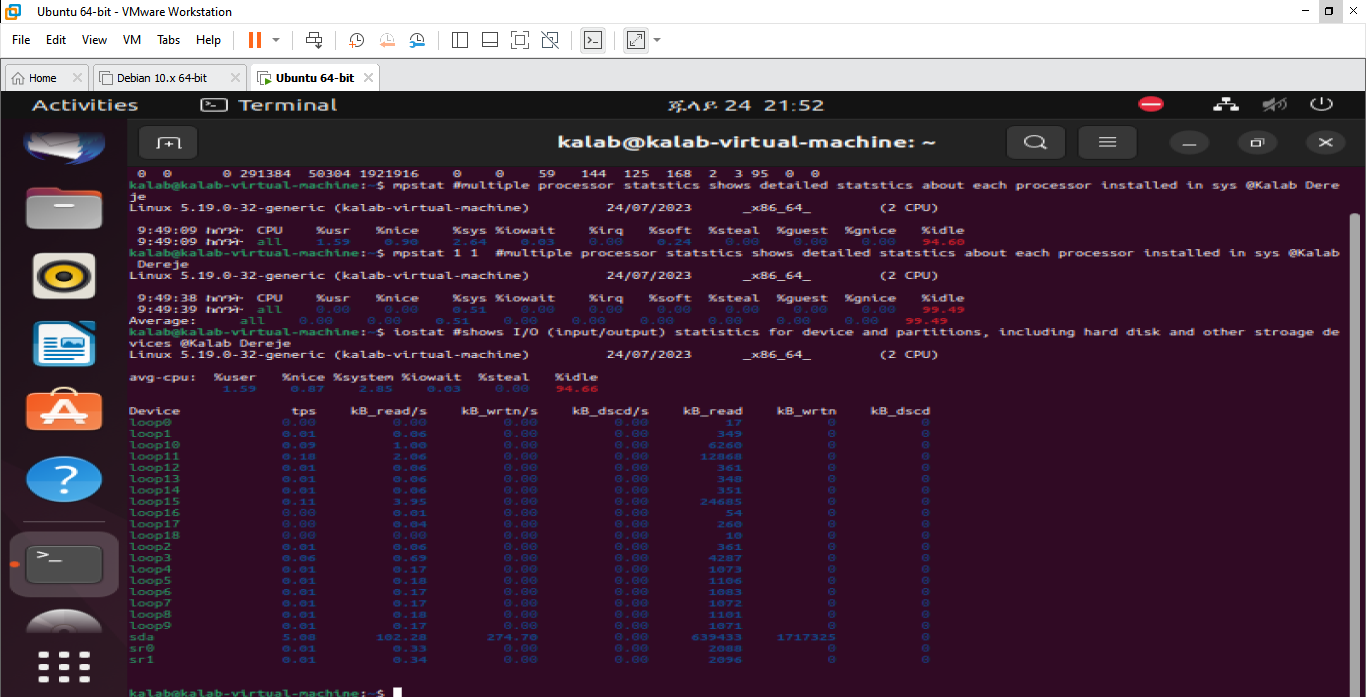 Ubuntu 64-bit - VMware Workstation
File Edit View VM Tabs Help
Home Debian 10.x 64-bit Ubuntu 64-bit
Activities Terminal ጁላይ 24 21:52
kalab@kalab-virtual-machine: ~
0 0 0 291384 50304 1921916 0 0 59 144 125 168 2 3 95 0 0
kalab@kalab-virtual-machine:~$ mpstat #multiple processor statstics shows detailed statstics about each processor installed in sys @Kalab Dere
je
Linux 5.19.0-32-generic (kalab-virtual-machine) 24/07/2023 _x86_64_ (2 CPU)
9:49:09 ከሰዓት CPU %usr %nice %sys %iowait %irq %soft %steal %guest %gnice %idle
9:49:09 ከሰዓት all 1.59 0.90 2.64 0.03 0.00 0.24 0.00 0.00 0.00 94.60
kalab@kalab-virtual-machine:~$ mpstat 1 1 #multiple processor statstics shows detailed statstics about each processor installed in sys @Kalab
Dereje
Linux 5.19.0-32-generic (kalab-virtual-machine) 24/07/2023 _x86_64_ (2 CPU)
9:49:38 ከሰዓት CPU %usr %nice %sys %iowait %irq %soft %steal %guest %gnice %idle
9:49:39 ከሰዓት all 0.00 0.00 0.51 0.00 0.00 0.00 0.00 0.00 0.00 99.49
Average: all 0.00 0.00 0.51 0.00 0.00 0.00 0.00 0.00 0.00 99.49
kalab@kalab-virtual-machine:~$ iostat #shows I/O (input/output) statistics for device and partitions, including hard disk and other stroage de
vices @Kalab Dereje
Linux 5.19.0-32-generic (kalab-virtual-machine) 24/07/2023 _x86_64_ (2 CPU)
avg-cpu: %user %nice %system %iowait %steal %idle
1.59 0.87 2.85 0.03 0.00 94.66
Device tps kB_read/s kB_wrtn/s kB_dscd/s kB_read kB_wrtn kB_dscd
loop0 0.00 0.00 0.00 0.00 17 0 0
loop1 0.01 0.06 0.00 0.00 349 0 0
loop10 0.09 1.00 0.00 0.00 6260 0 0
loop11 0.18 2.06 0.00 0.00 12868 0 0
loop12 0.01 0.06 0.00 0.00 361 0 0
loop13 0.01 0.06 0.00 0.00 348 0 0
loop14 0.01 0.06 0.00 0.00 351 0 0
loop15 0.11 3.95 0.00 0.00 24685 0 0
loop16 0.00 0.01 0.00 0.00 54 0 0
loop17 0.00 0.04 0.00 0.00 260 0 0
loop18 0.00 0.00 0.00 0.00 10 0 0
loop2 0.01 0.06 0.00 0.00 361 0 0
loop3 0.06 0.69 0.00 0.00 4287 0 0
loop4 0.01 0.17 0.00 0.00 1073 0 0
loop5 0.01 0.18 0.00 0.00 1106 0 0
loop6 0.01 0.17 0.00 0.00 1083 0 0
loop7 0.01 0.17 0.00 0.00 1072 0 0
loop8 0.01 0.18 0.00 0.00 1101 0 0
loop9 0.01 0.17 0.00 0.00 1071 0 0
sda 5.08 102.28 274.70 0.00 639433 1717325 0
sr0 0.01 0.33 0.00 0.00 2088 0 0
sr1 0.01 0.34 0.00 0.00 2096 0 0
kalab@kalab-virtual-machine:~$